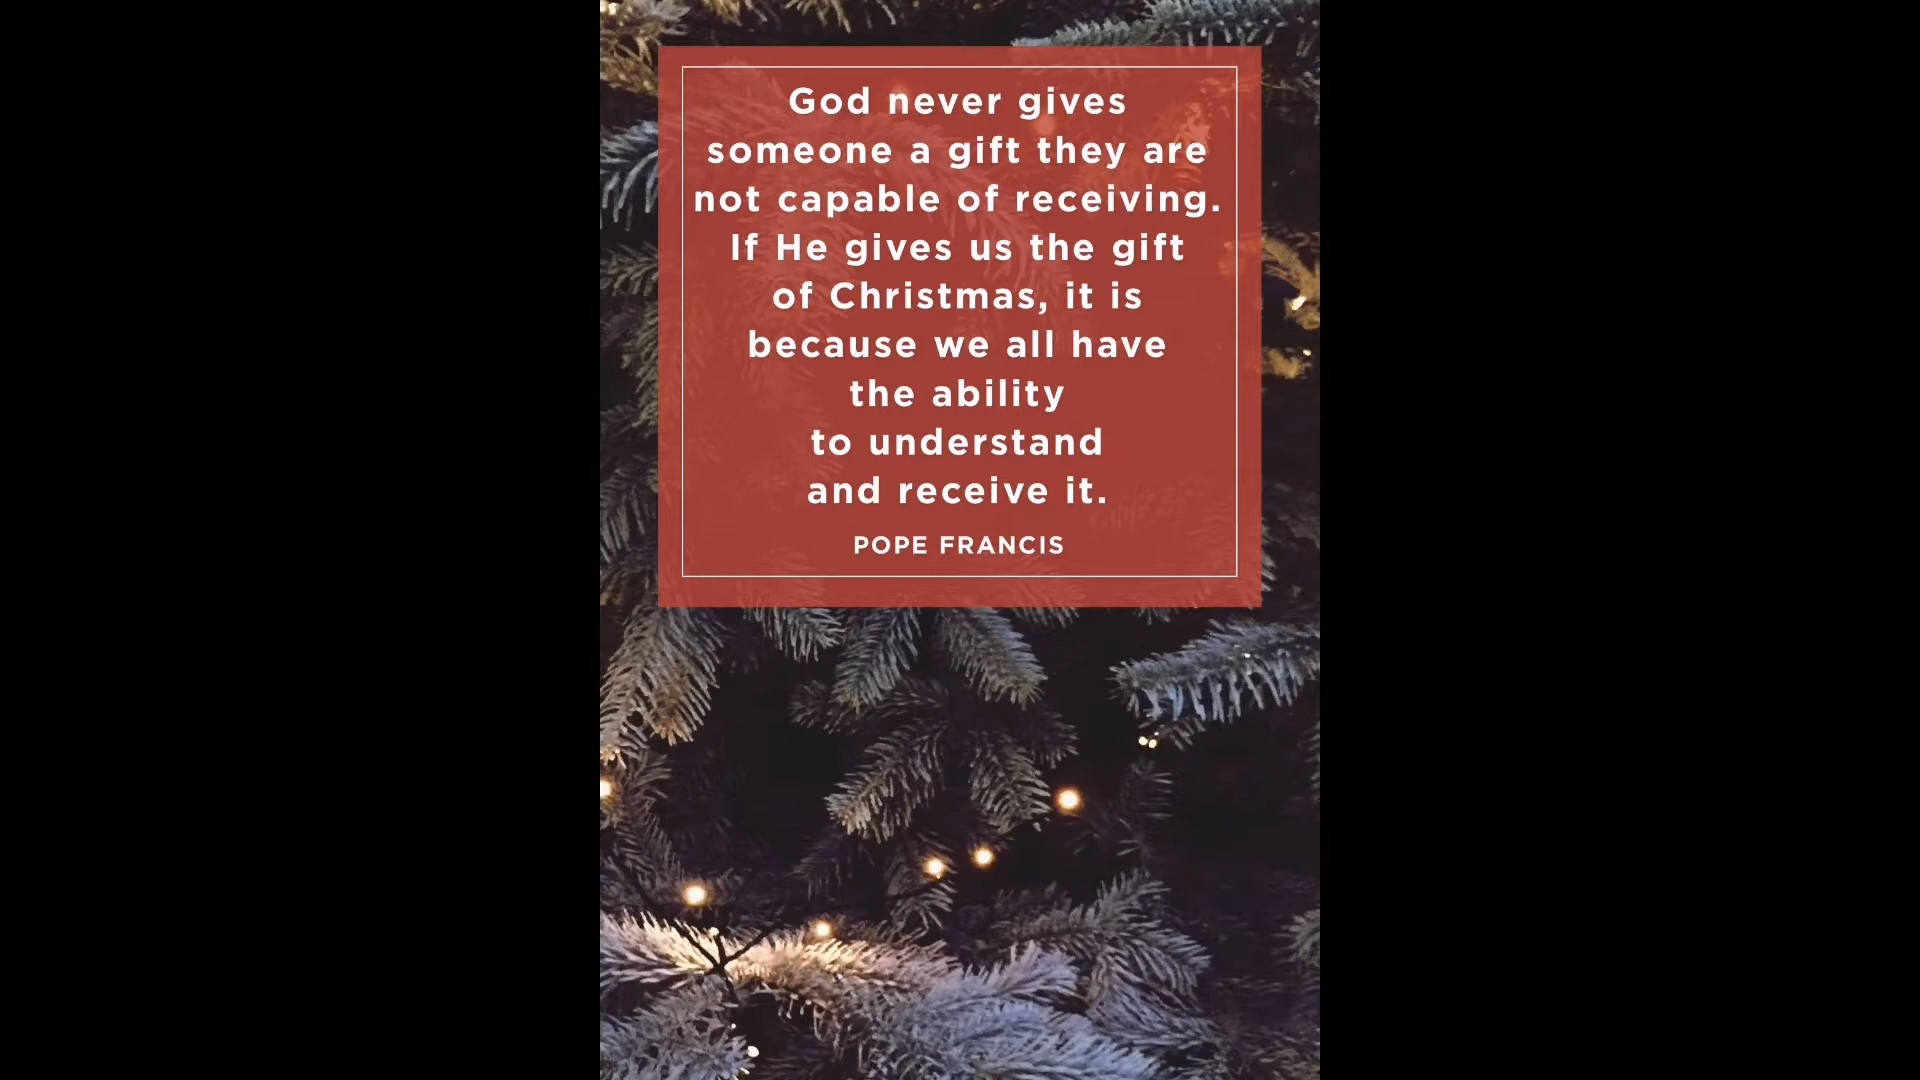 God never gives
someone a gift they are
not capable of receiving.
If He gives us the gift
of Christmas, it is
because we all have
the ability
to understand
and receive it.
POPE FRANCIS